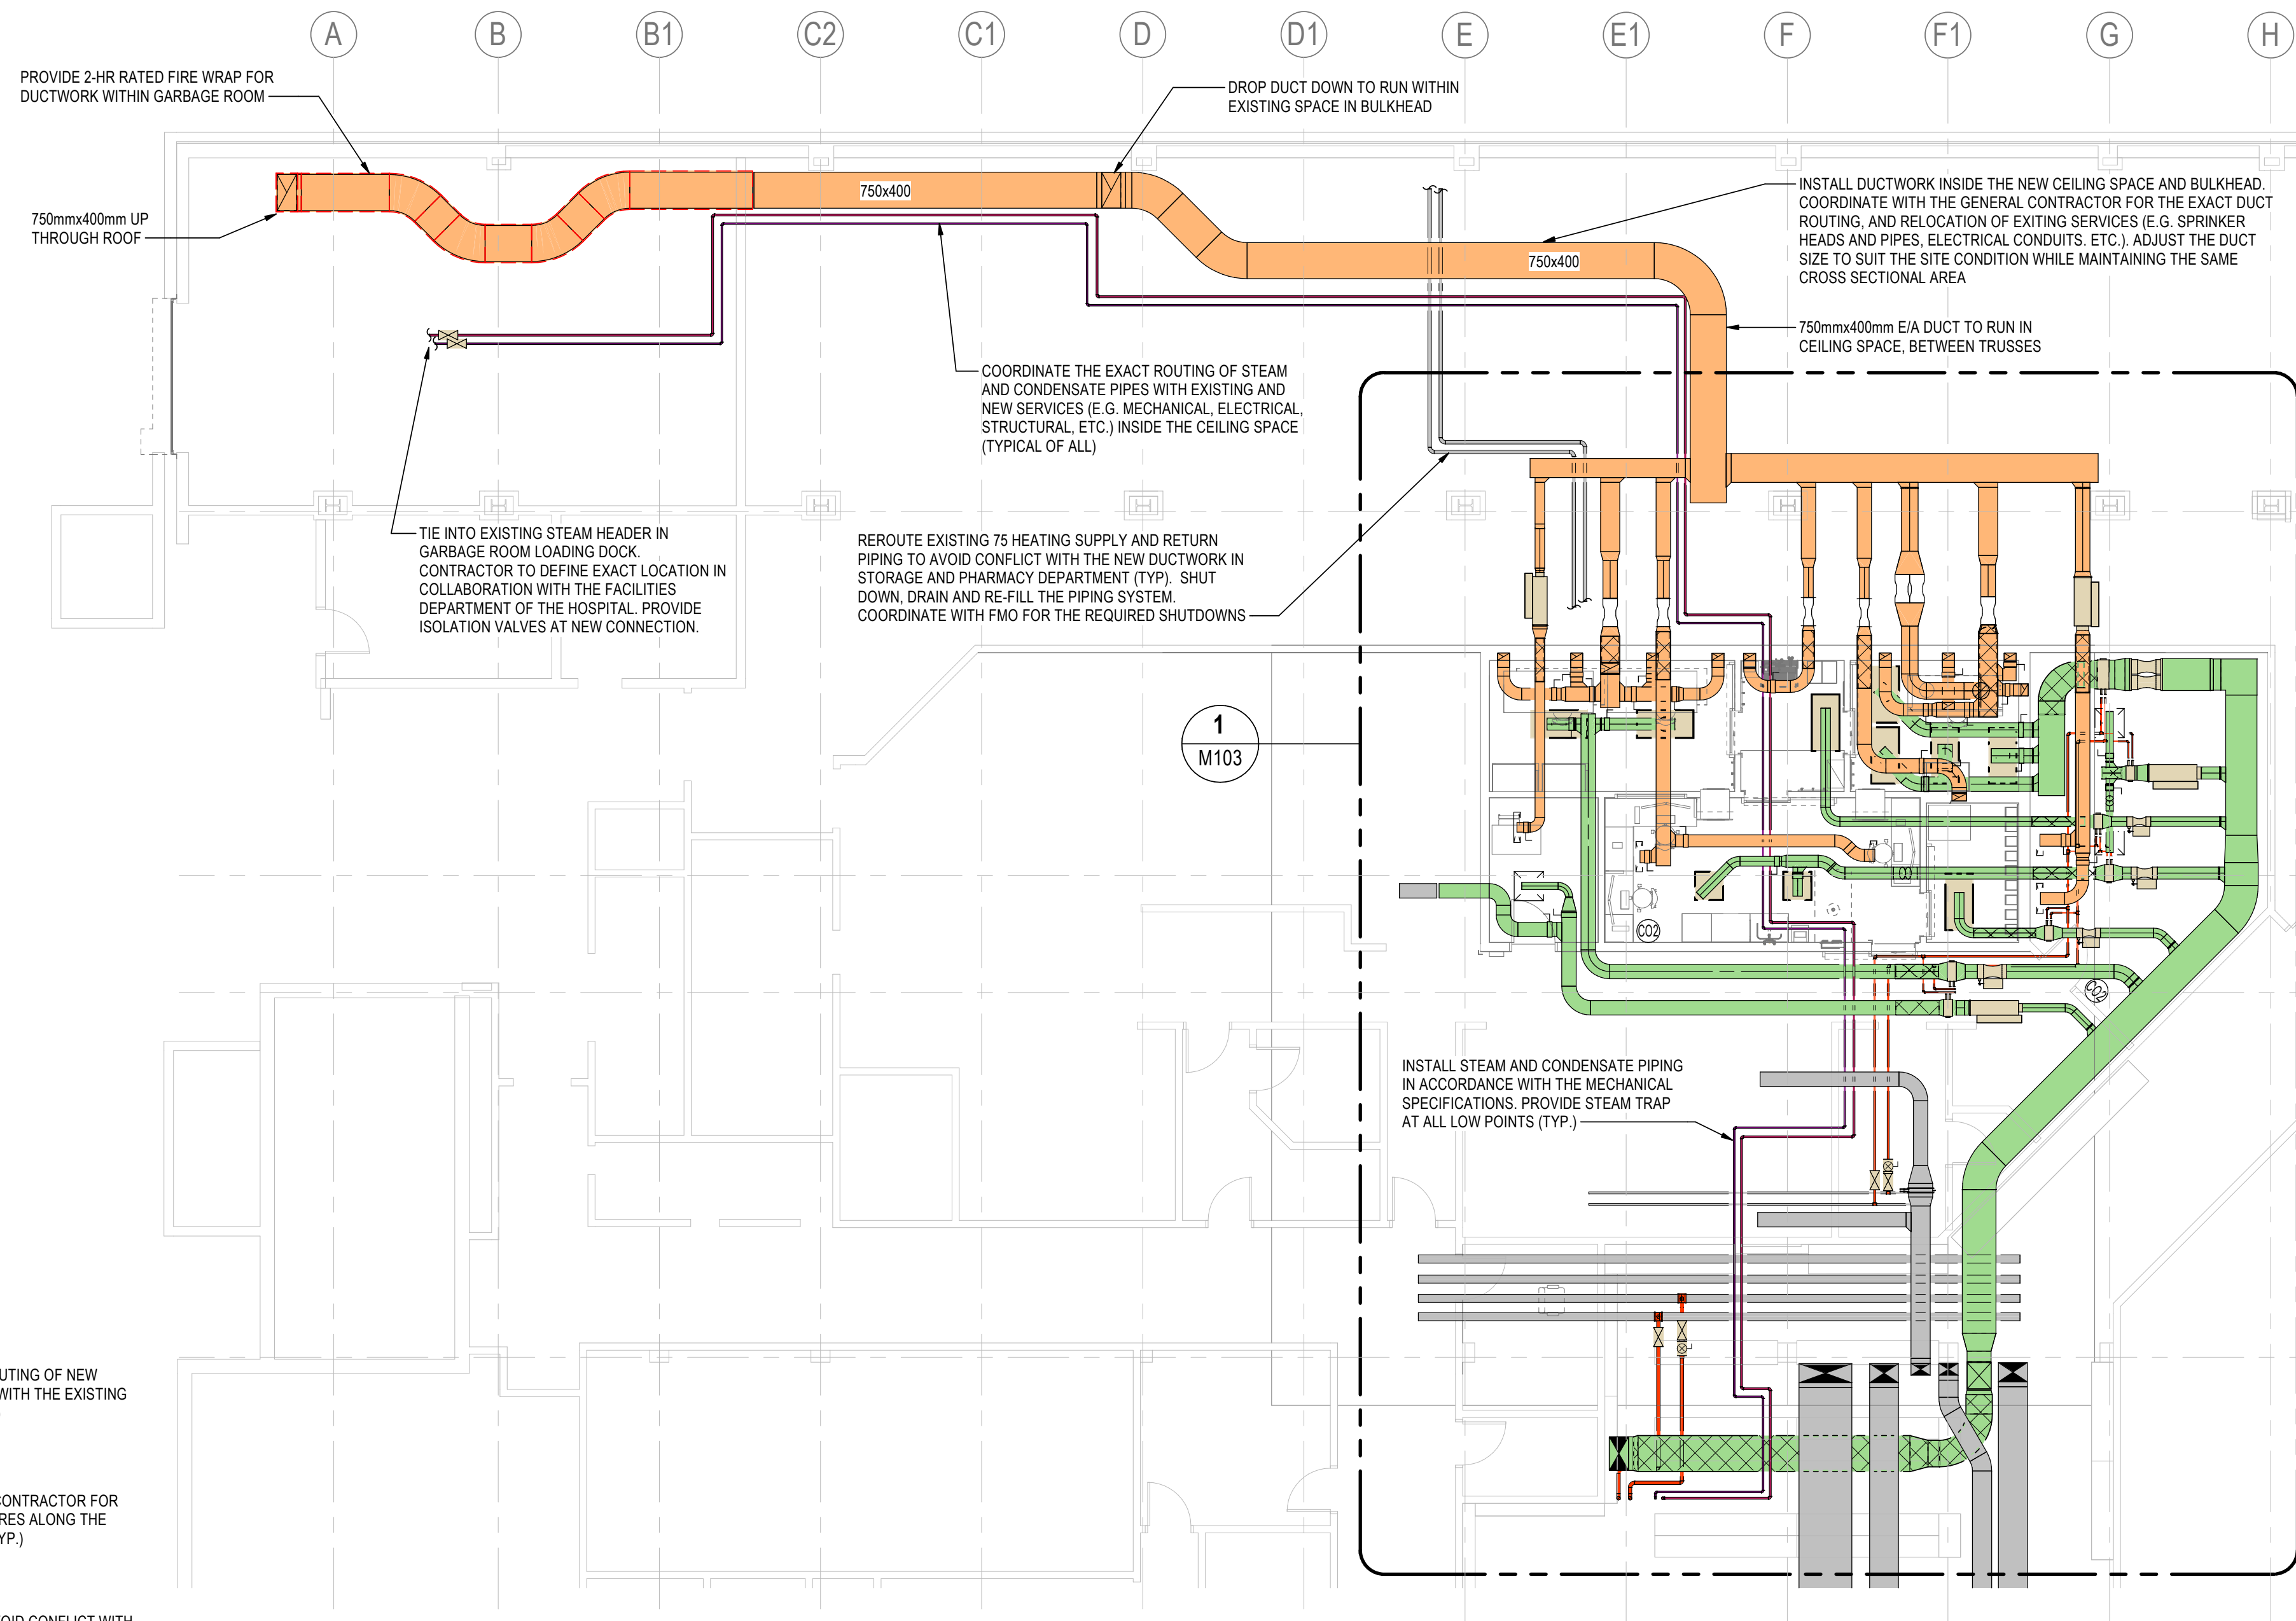 A B B1 C2 C1 D D1 E E1 F F1 G H
PROVIDE 2-HR RATED FIRE WRAP FOR
DUCTWORK WITHIN GARBAGE ROOM
DROP DUCT DOWN TO RUN WITHIN
EXISTING SPACE IN BULKHEAD
750mmx400mm UP
THROUGH ROOF
750x400
750x400
INSTALL DUCTWORK INSIDE THE NEW CEILING SPACE AND BULKHEAD.
COORDINATE WITH THE GENERAL CONTRACTOR FOR THE EXACT DUCT
ROUTING, AND RELOCATION OF EXITING SERVICES (E.G. SPRINKER
HEADS AND PIPES, ELECTRICAL CONDUITS. ETC.). ADJUST THE DUCT
SIZE TO SUIT THE SITE CONDITION WHILE MAINTAINING THE SAME
CROSS SECTIONAL AREA
750mmx400mm E/A DUCT TO RUN IN
CEILING SPACE, BETWEEN TRUSSES
COORDINATE THE EXACT ROUTING OF STEAM
AND CONDENSATE PIPES WITH EXISTING AND
NEW SERVICES (E.G. MECHANICAL, ELECTRICAL,
STRUCTURAL, ETC.) INSIDE THE CEILING SPACE
(TYPICAL OF ALL)
TIE INTO EXISTING STEAM HEADER IN
GARBAGE ROOM LOADING DOCK.
CONTRACTOR TO DEFINE EXACT LOCATION IN
COLLABORATION WITH THE FACILITIES
DEPARTMENT OF THE HOSPITAL. PROVIDE
ISOLATION VALVES AT NEW CONNECTION.
REROUTE EXISTING 75 HEATING SUPPLY AND RETURN
PIPING TO AVOID CONFLICT WITH THE NEW DUCTWORK IN
STORAGE AND PHARMACY DEPARTMENT (TYP). SHUT
DOWN, DRAIN AND RE-FILL THE PIPING SYSTEM.
COORDINATE WITH FMO FOR THE REQUIRED SHUTDOWNS
1
M103
CO2
CO2
INSTALL STEAM AND CONDENSATE PIPING
IN ACCORDANCE WITH THE MECHANICAL
SPECIFICATIONS. PROVIDE STEAM TRAP
AT ALL LOW POINTS (TYP.)
UTING OF NEW
WITH THE EXISTING
CONTRACTOR FOR
RES ALONG THE
YP.)
OID CONFLICT WITH